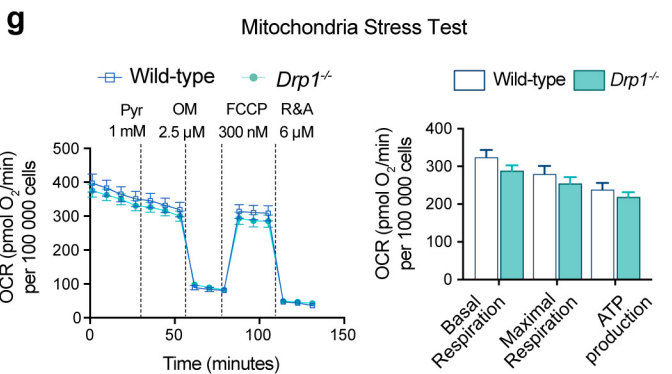 g
Mitochondria Stress Test
Wild-type Drp1-/-
Pyr OM FCCP R&A
1 mM 2.5 µM 300 nM 6 µM
OCR (pmol O2/min)
per 100 000 cells
500
400
300
200
100
0
0 50 100 150
Time (minutes)
Wild-type Drp1-/-
OCR (pmol O2/min)
per 100 000 cells
400
300
200
100
0
Basal
Respiration
Maximal
Respiration
ATP
production